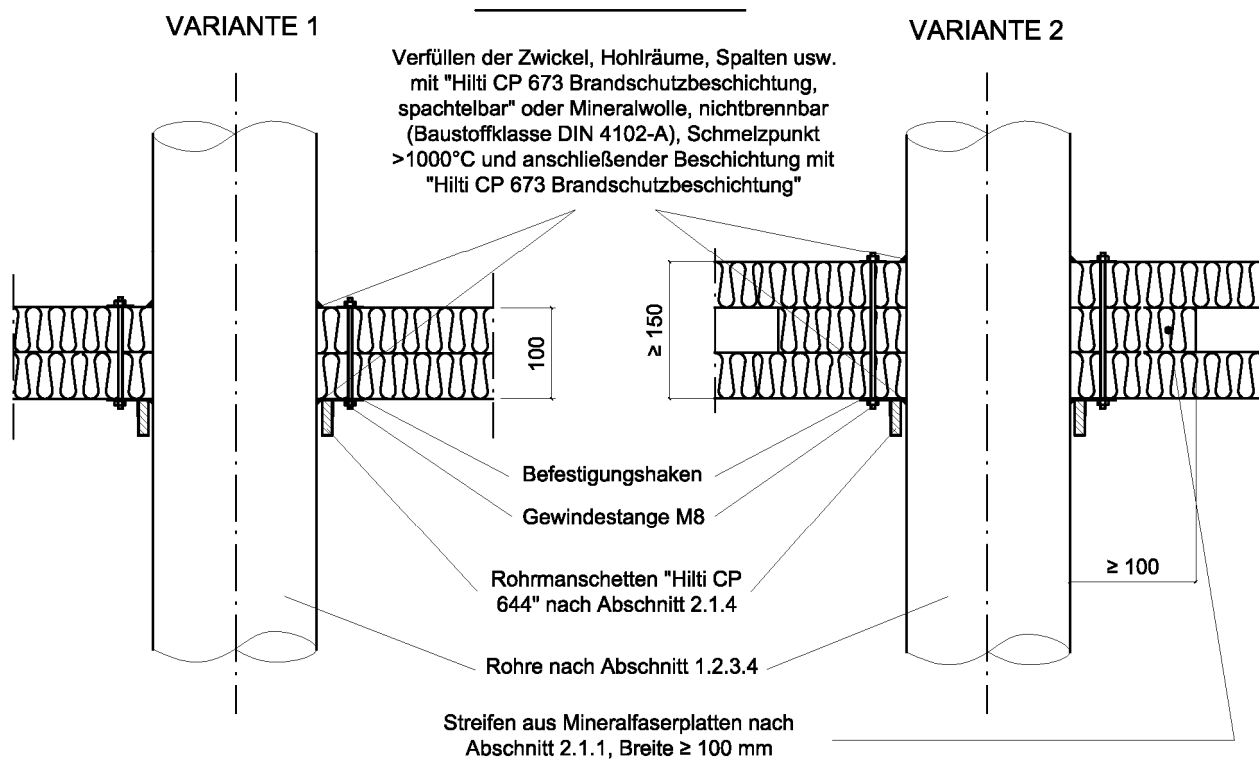 VARIANTE 1
VARIANTE 2
Verfüllen der Zwickel, Hohlräume, Spalten usw.
mit "Hilti CP 673 Brandschutzbeschichtung,
spachtelbar" oder Mineralwolle, nichtbrennbar
(Baustoffklasse DIN 4102-A), Schmelzpunkt
>1000°C und anschließender Beschichtung mit
"Hilti CP 673 Brandschutzbeschichtung"
100
≥ 150
Befestigungshaken
Gewindestange M8
≥ 100
Rohrmanschetten "Hilti CP
644" nach Abschnitt 2.1.4
Rohre nach Abschnitt 1.2.3.4
Streifen aus Mineralfaserplatten nach
Abschnitt 2.1.1, Breite ≥ 100 mm